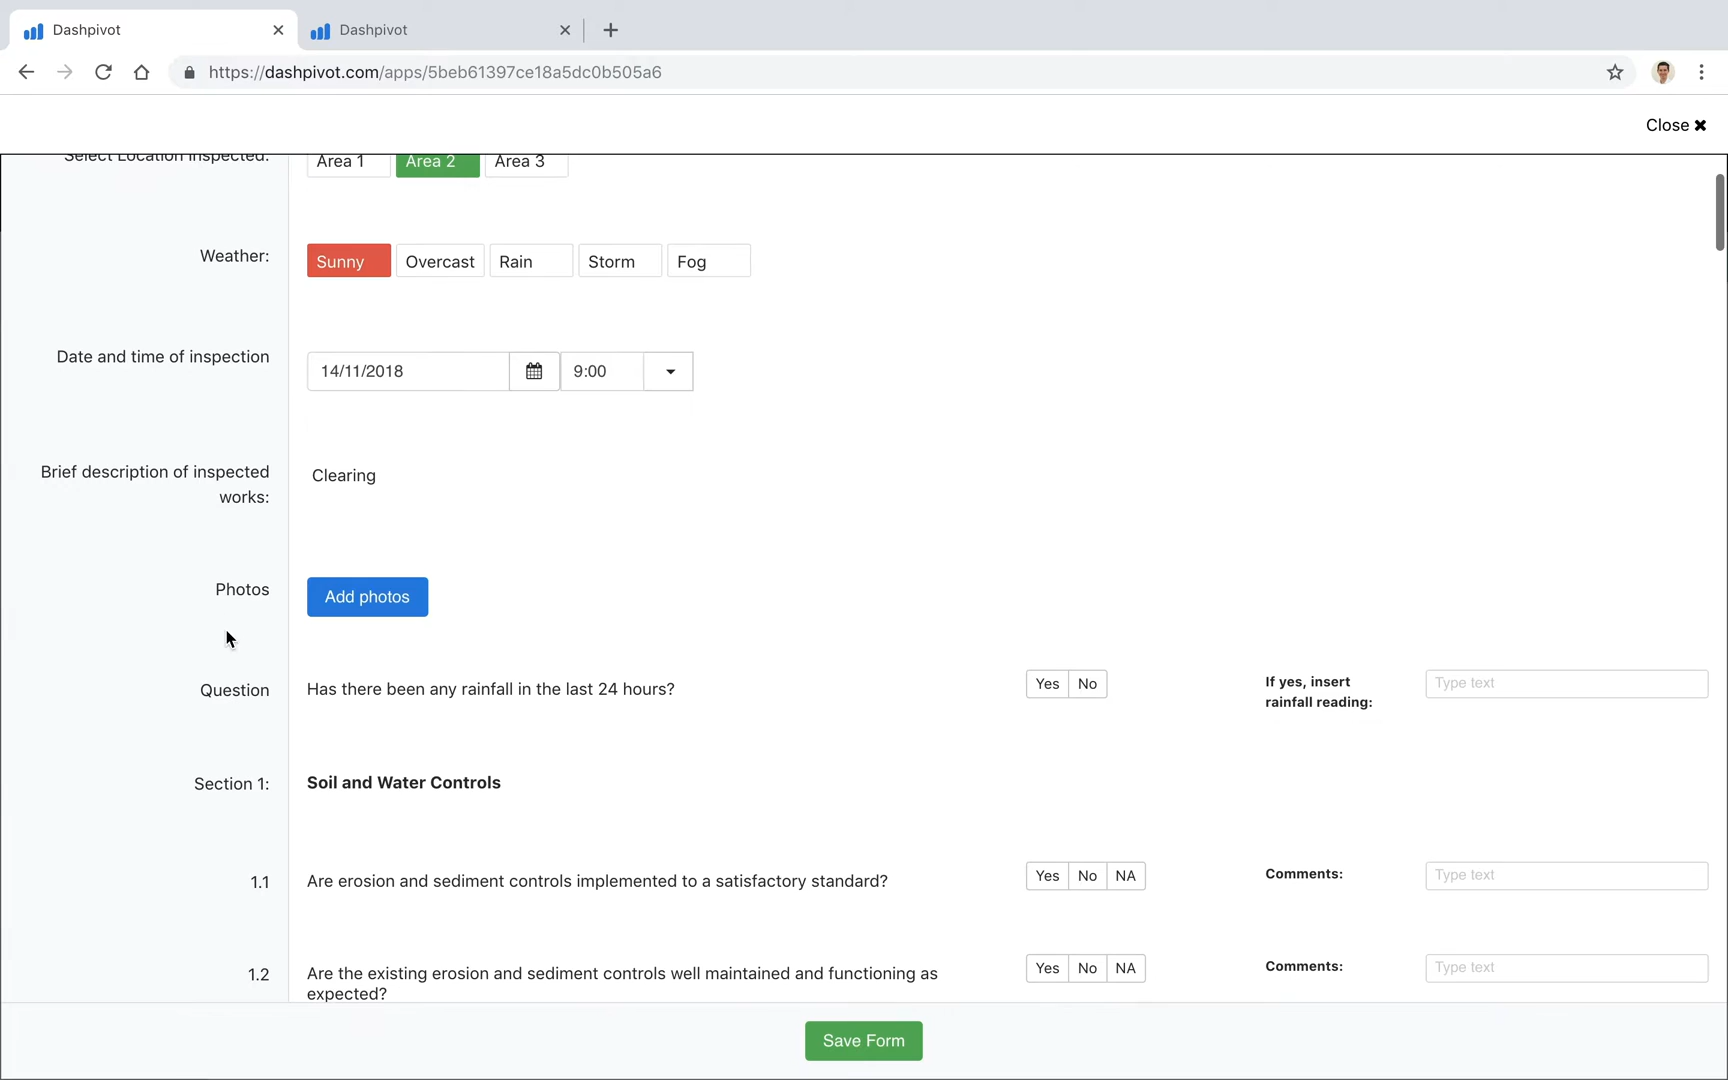 Dashpivot
Dashpivot
https://dashpivot.com/apps/5beb61397ce18a5dc0b505a6
Close
Select Location Inspected:
Area 1
Area 2
Area 3
Weather:
Sunny
Overcast
Rain
Storm
Fog
Date and time of inspection
14/11/2018
9:00
Brief description of inspected
works:
Clearing
Photos
Add photos
Question
Has there been any rainfall in the last 24 hours?
Yes
No
If yes, insert
rainfall reading:
Type text
Section 1:
Soil and Water Controls
1.1
Are erosion and sediment controls implemented to a satisfactory standard?
Yes
No
NA
Comments:
Type text
1.2
Are the existing erosion and sediment controls well maintained and functioning as
expected?
Yes
No
NA
Comments:
Type text
Save Form